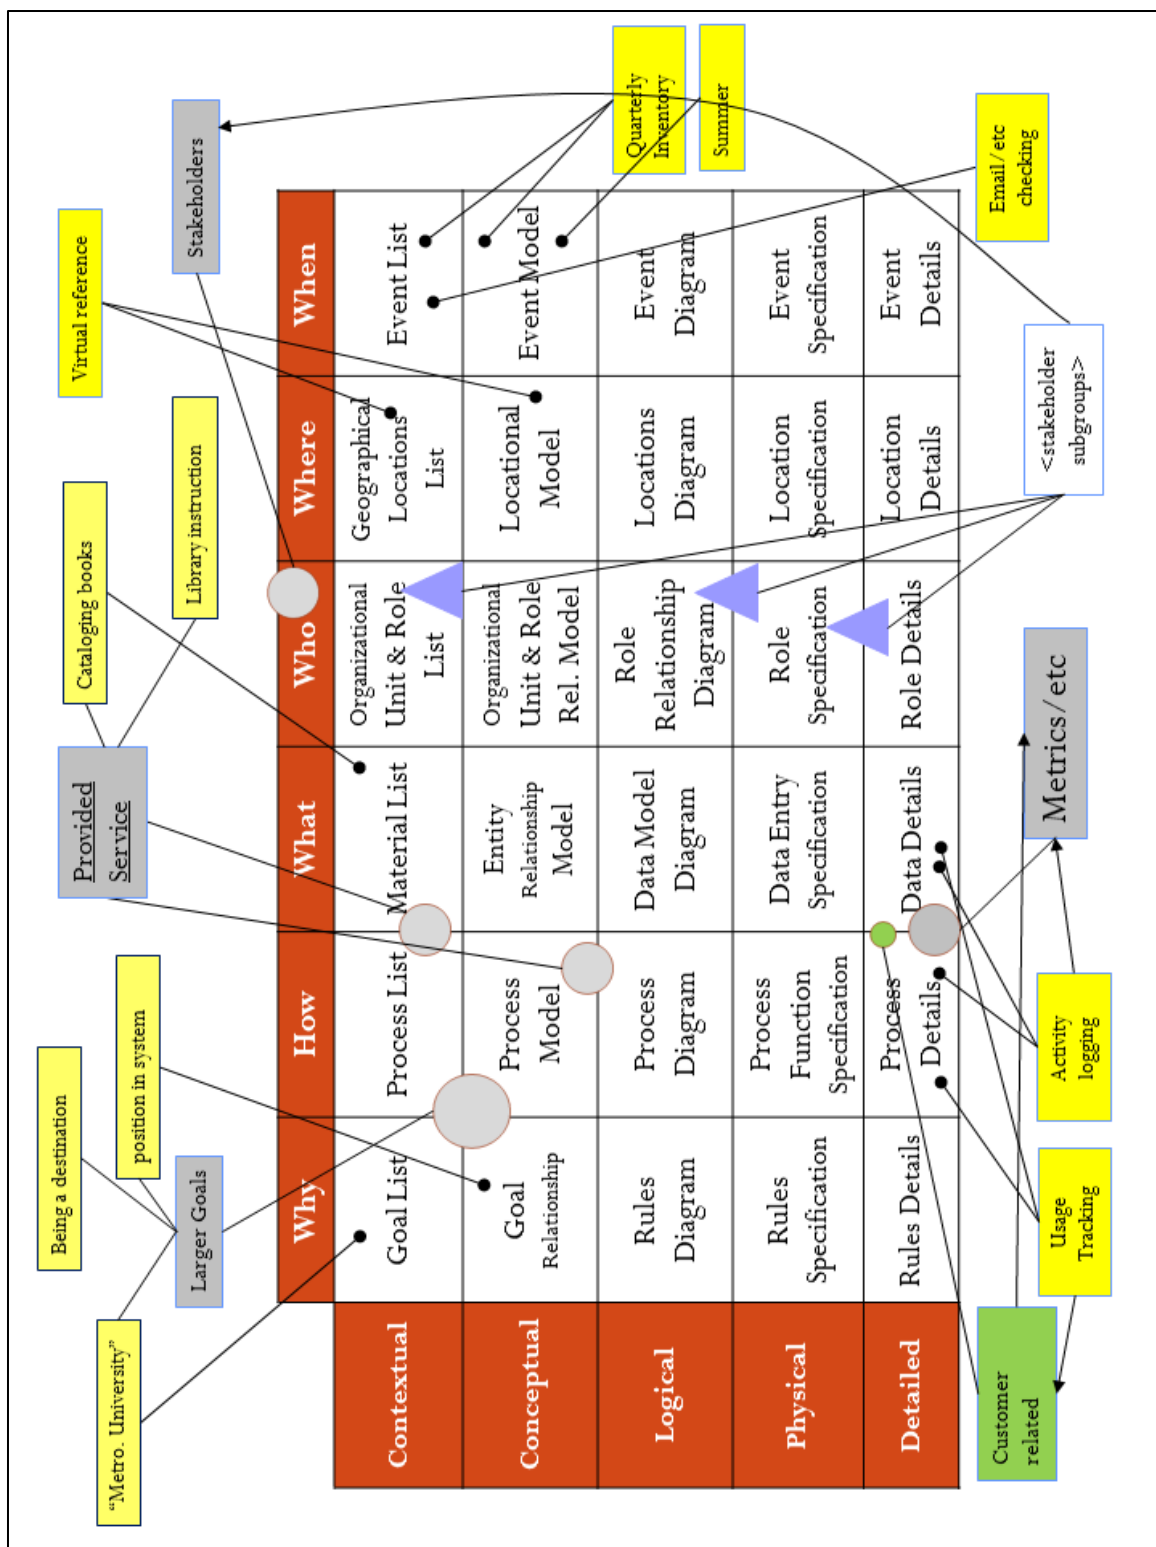 Being a destination
"Metro. University"
position in system
Larger Goals
Provided
Service
Cataloging books
Library instruction
Virtual reference
Stakeholders
Why
How
What
Who
Where
When
Contextual
Goal List
Process List
Material List
Organizational
Unit & Role
List
Geographical
Locations
List
Event List
Conceptual
Goal
Relationship
Process
Model
Entity
Relationship
Model
Organizational
Unit & Role
Rel. Model
Locational
Model
Event Model
Logical
Rules
Diagram
Process
Diagram
Data Model
Diagram
Role
Relationship
Diagram
Locations
Diagram
Event
Diagram
Quarterly
Inventory
Summer
Physical
Rules
Specification
Process
Function
Specification
Data Entry
Specification
Role
Specification
Location
Specification
Event
Specification
Detailed
Rules Details
Process
Details
Data Details
Role Details
Location
Details
Event
Details
Email/etc
checking
Customer
related
Usage
Tracking
Activity
logging
Metrics/etc
<stakeholder
subgroups>